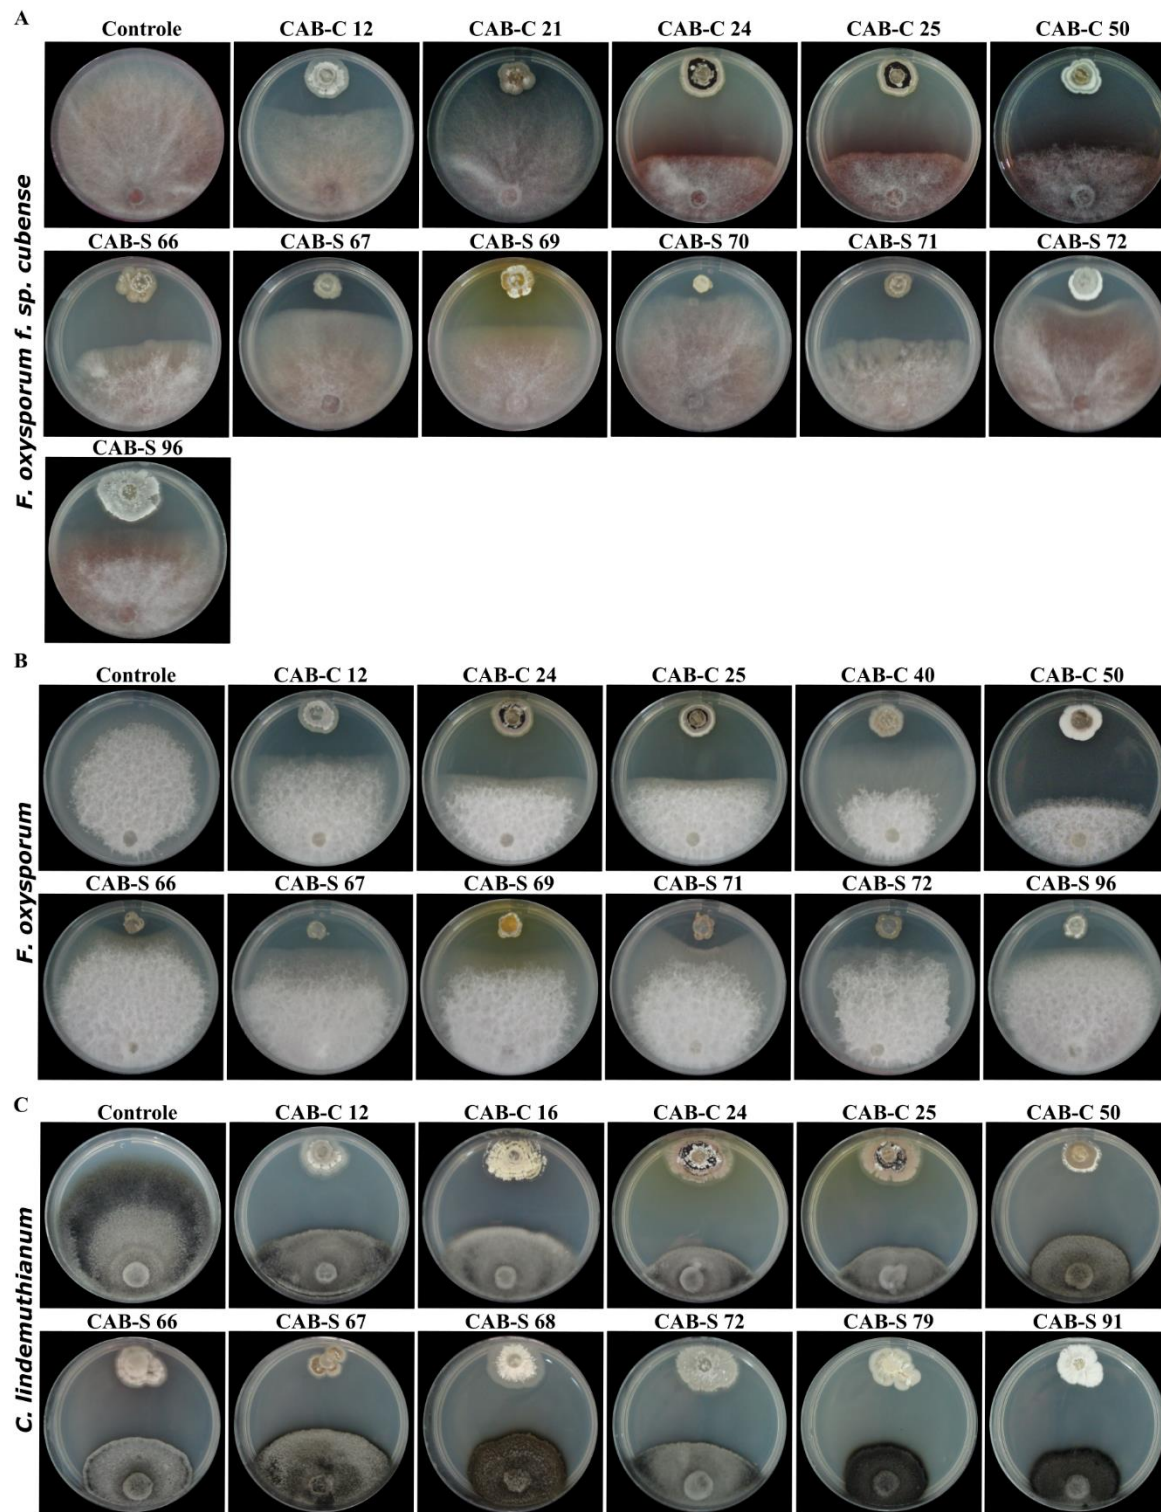 A
Controle CAB-C 12 CAB-C 21 CAB-C 24 CAB-C 25 CAB-C 50
F. oxysporum f. sp. cubense
CAB-S 66 CAB-S 67 CAB-S 69 CAB-S 70 CAB-S 71 CAB-S 72
CAB-S 96
B
Controle CAB-C 12 CAB-C 24 CAB-C 25 CAB-C 40 CAB-C 50
F. oxysporum
CAB-S 66 CAB-S 67 CAB-S 69 CAB-S 71 CAB-S 72 CAB-S 96
C
Controle CAB-C 12 CAB-C 16 CAB-C 24 CAB-C 25 CAB-C 50
C. lindemuthianum
CAB-S 66 CAB-S 67 CAB-S 68 CAB-S 72 CAB-S 79 CAB-S 91